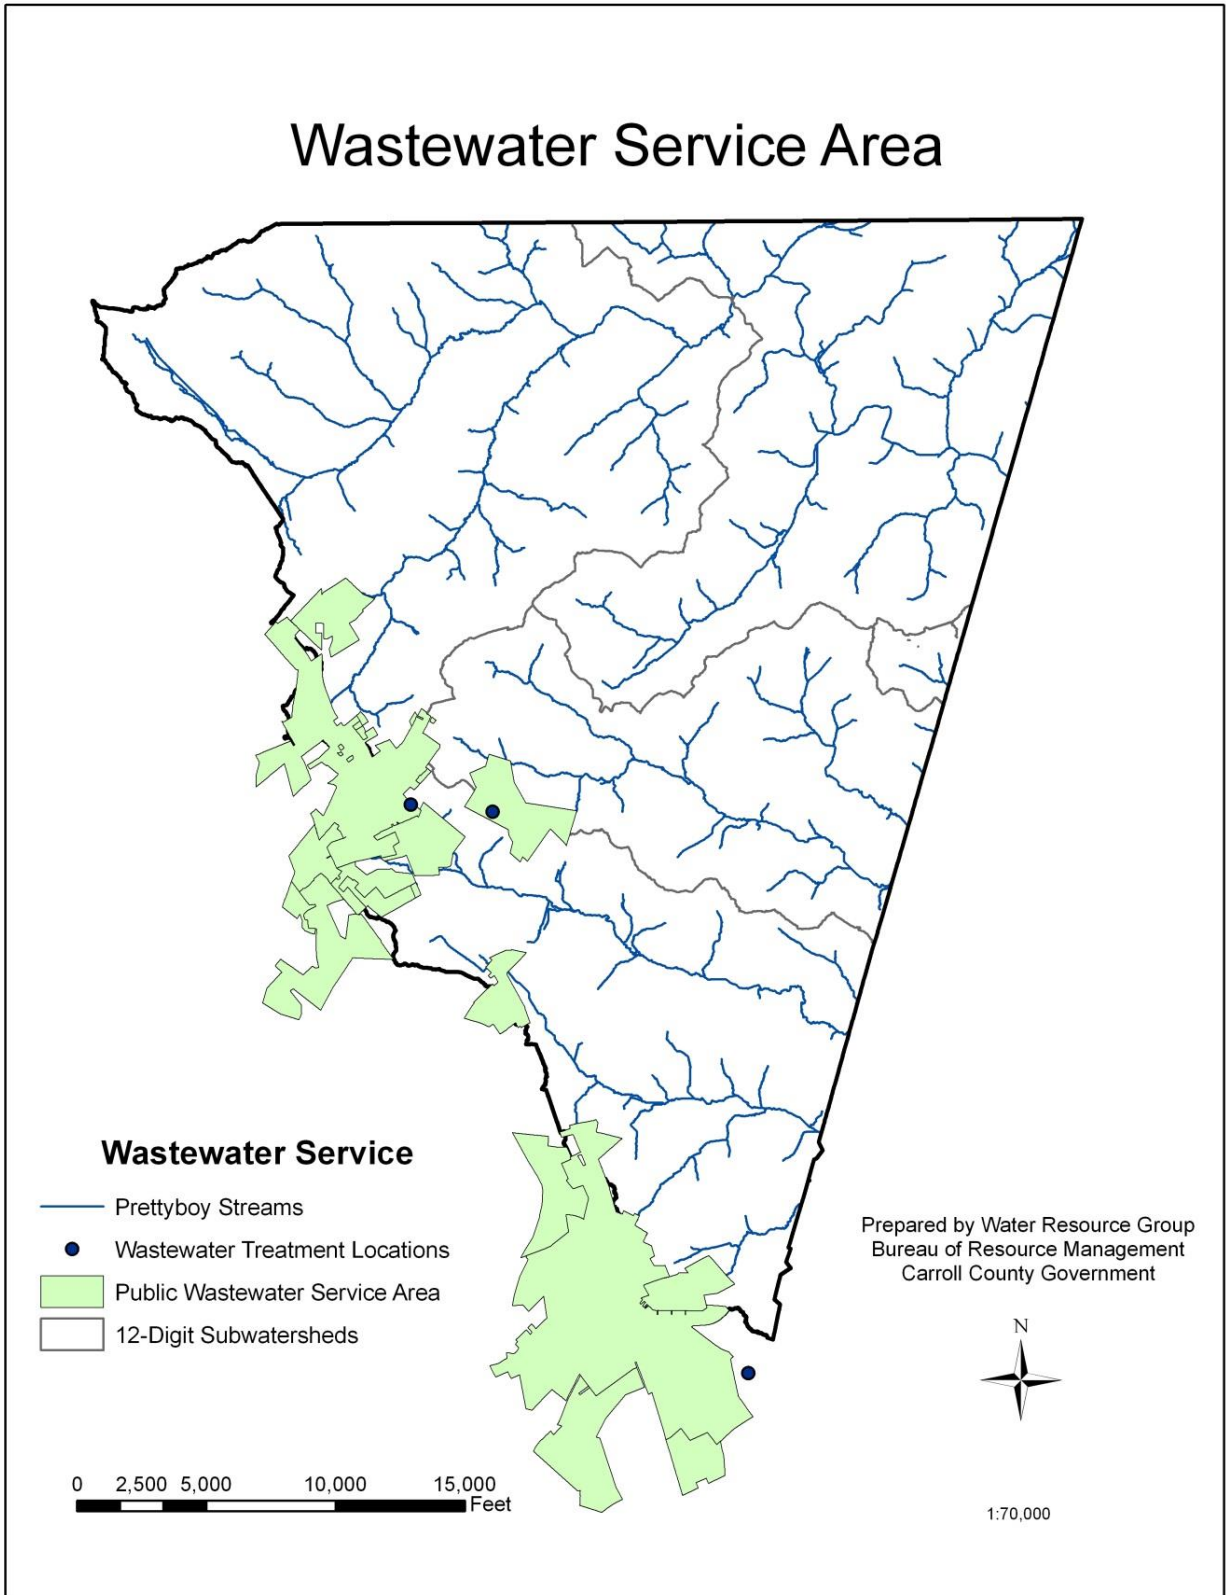 Wastewater Service Area
Wastewater Service
Prettyboy Streams
Wastewater Treatment Locations
Public Wastewater Service Area
12-Digit Subwatersheds
Prepared by Water Resource Group
Bureau of Resource Management
Carroll County Government
N
0 2,500 5,000 10,000 15,000
Feet
1:70,000